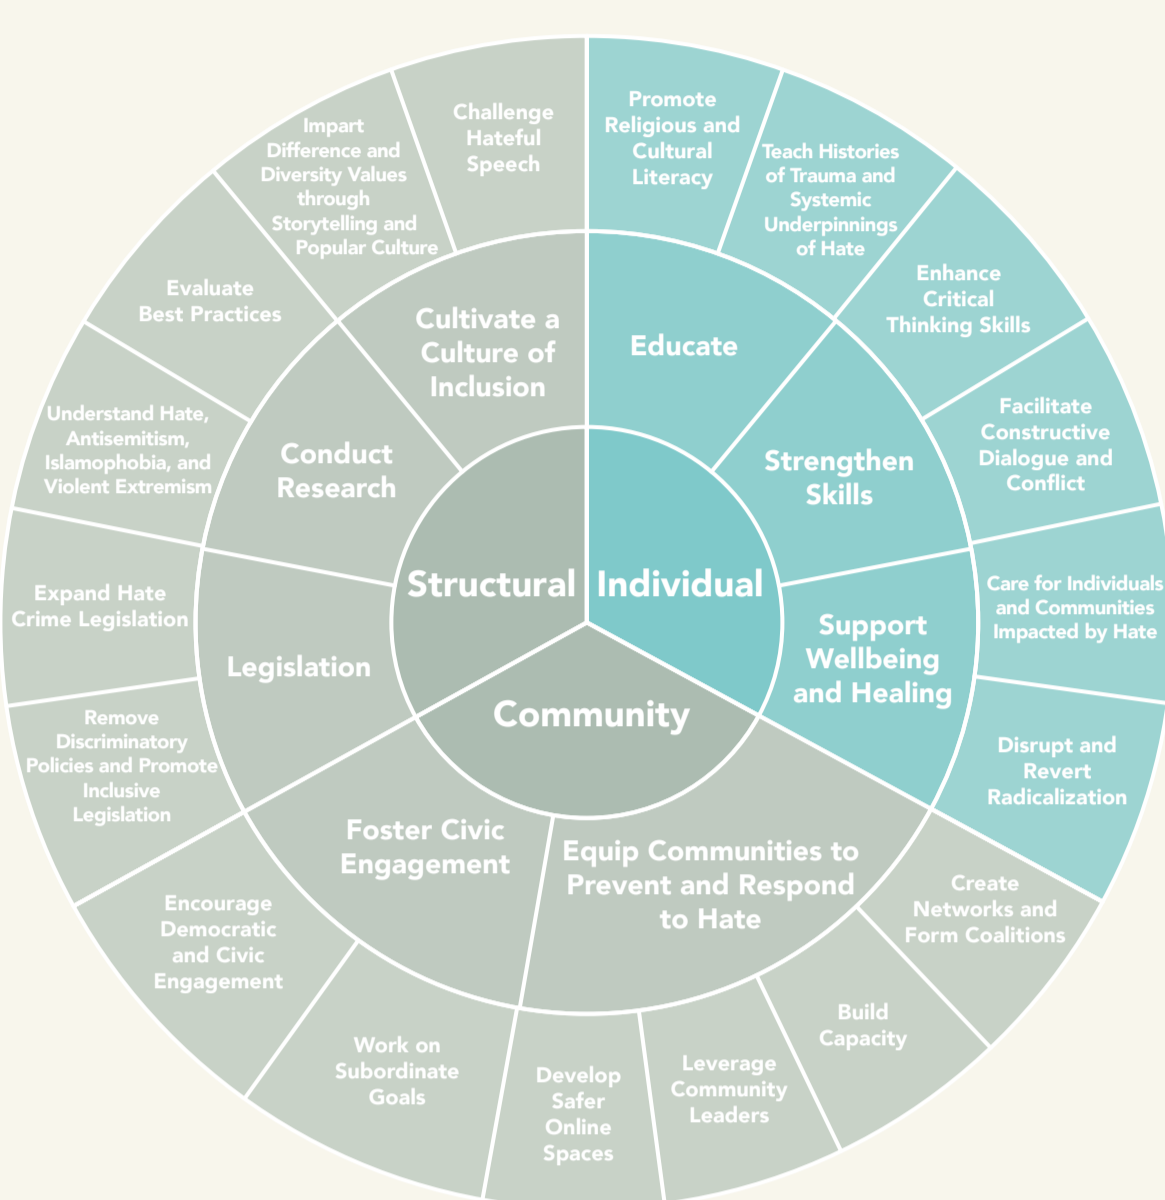 Structural
Individual
Community
Educate
Strengthen
Skills
Support
Wellbeing
and Healing
Equip Communities to
Prevent and Respond
to Hate
Foster Civic
Engagement
Legislation
Conduct
Research
Cultivate a
Culture of
Inclusion
Promote
Religious and
Cultural
Literacy
Teach Histories
of Trauma and
Systemic
Underpinnings
of Hate
Enhance
Critical
Thinking Skills
Facilitate
Constructive
Dialogue and
Conflict
Care for Individuals
and Communities
Impacted by Hate
Disrupt and
Revert
Radicalization
Create
Networks and
Form Coalitions
Build
Capacity
Leverage
Community
Leaders
Develop
Safer
Online
Spaces
Work on
Subordinate
Goals
Encourage
Democratic
and Civic
Engagement
Remove
Discriminatory
Policies and Promote
Inclusive
Legislation
Expand Hate
Crime Legislation
Understand Hate,
Antisemitism,
Islamophobia, and
Violent Extremism
Evaluate
Best Practices
Impart
Difference and
Diversity Values
through
Storytelling and
Popular Culture
Challenge
Hateful
Speech